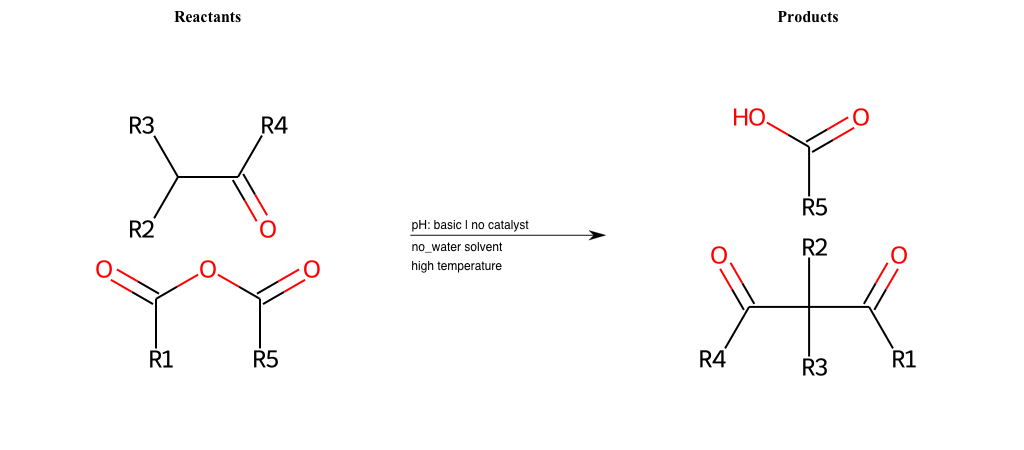 Reactants
Products
R3
R4
R2
O
O
O
O
R1
R5
pH: basic | no catalyst
no_water solvent
high temperature
HO
O
R5
O
R2
O
R4
R3
R1